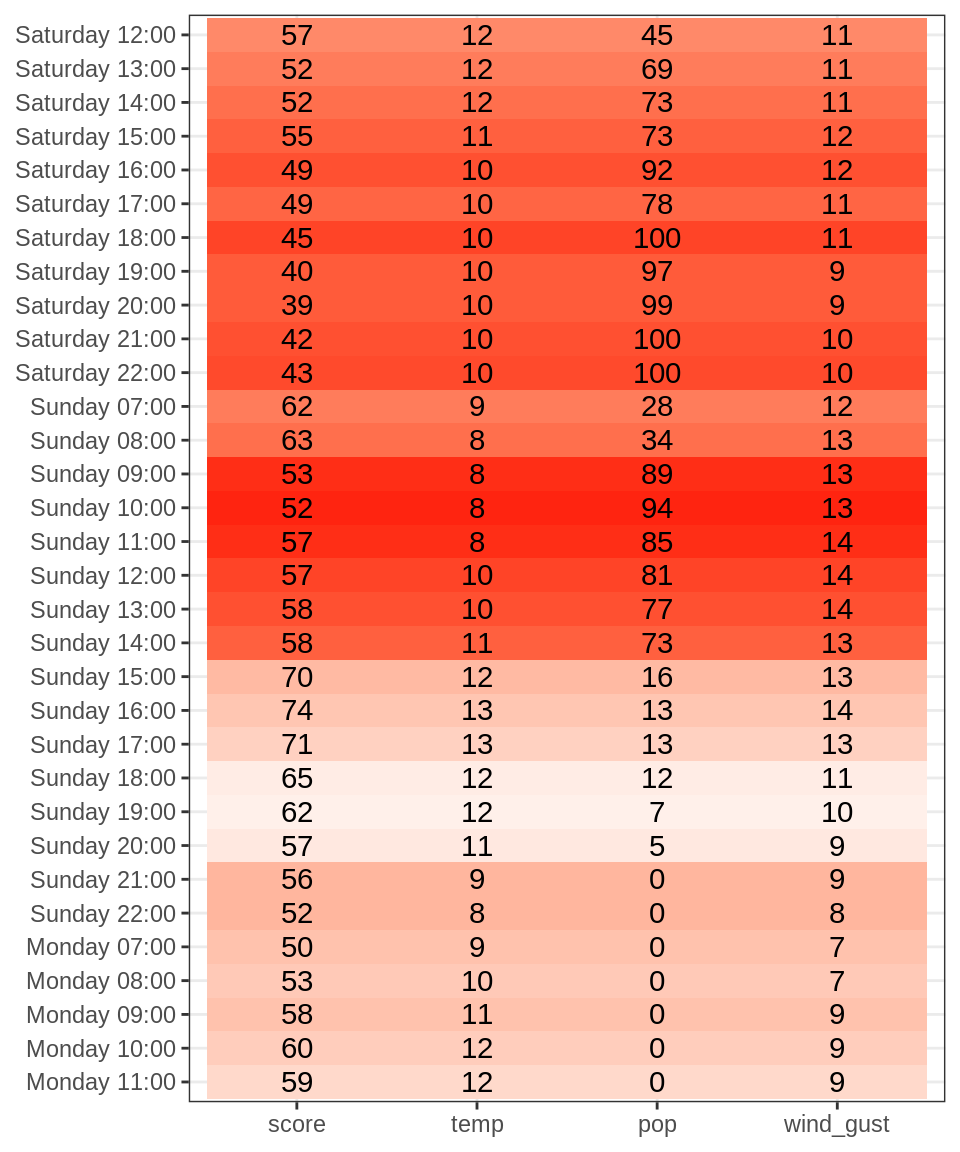 Saturday 12:00 57 12 45 11
Saturday 13:00 52 12 69 11
Saturday 14:00 52 12 73 11
Saturday 15:00 55 11 73 12
Saturday 16:00 49 10 92 12
Saturday 17:00 49 10 78 11
Saturday 18:00 45 10 100 11
Saturday 19:00 40 10 97 9
Saturday 20:00 39 10 99 9
Saturday 21:00 42 10 100 10
Saturday 22:00 43 10 100 10
Sunday 07:00 62 9 28 12
Sunday 08:00 63 8 34 13
Sunday 09:00 53 8 89 13
Sunday 10:00 52 8 94 13
Sunday 11:00 57 8 85 14
Sunday 12:00 57 10 81 14
Sunday 13:00 58 10 77 14
Sunday 14:00 58 11 73 13
Sunday 15:00 70 12 16 13
Sunday 16:00 74 13 13 14
Sunday 17:00 71 13 13 13
Sunday 18:00 65 12 12 11
Sunday 19:00 62 12 7 10
Sunday 20:00 57 11 5 9
Sunday 21:00 56 9 0 9
Sunday 22:00 52 8 0 8
Monday 07:00 50 9 0 7
Monday 08:00 53 10 0 7
Monday 09:00 58 11 0 9
Monday 10:00 60 12 0 9
Monday 11:00 59 12 0 9
score temp pop wind_gust